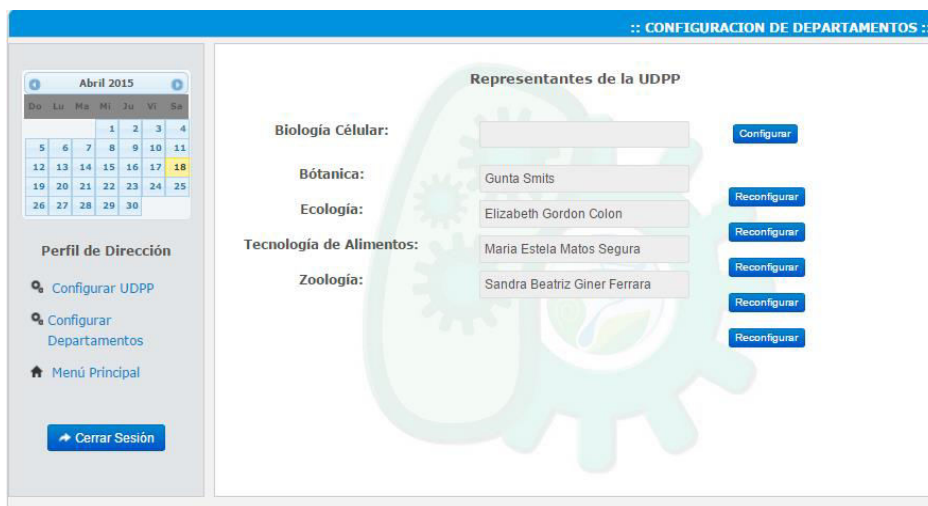 :: CONFIGURACION DE DEPARTAMENTOS ::
Abril 2015
Do Lu Ma Mi Ju Vi Sa
1 2 3 4
5 6 7 8 9 10 11
12 13 14 15 16 17 18
19 20 21 22 23 24 25
26 27 28 29 30
Perfil de Dirección
Configurar UDPP
Configurar
Departamentos
Menú Principal
Cerrar Sesión
Representantes de la UDPP
Biología Célular:
Configurar
Bótanica:
Gunta Smits
Reconfigurar
Ecología:
Elizabeth Gordon Colon
Reconfigurar
Tecnología de Alimentos:
Maria Estela Matos Segura
Reconfigurar
Zoología:
Sandra Beatriz Giner Ferrara
Reconfigurar
Reconfigurar